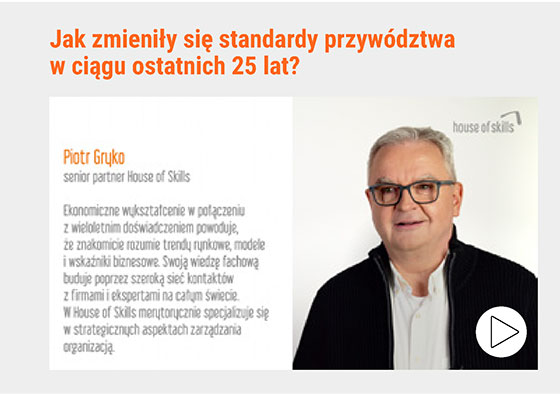 Jak zmieniły się standardy przywództwa
w ciągu ostatnich 25 lat?
house of skills
Piotr Gryko
senior partner House of Skills
Ekonomiczne wykształcenie w połączeniu
z wieloletnim doświadczeniem powoduje,
że znakomicie rozumie trendy rynkowe, modele
i wskaźniki biznesowe. Swoją wiedzę fachową
buduje poprzez szeroką sieć kontaktów
z firmami i ekspertami na całym świecie.
W House of Skills merytorycznie specjalizuje się
w strategicznych aspektach zarządzania
organizacją.